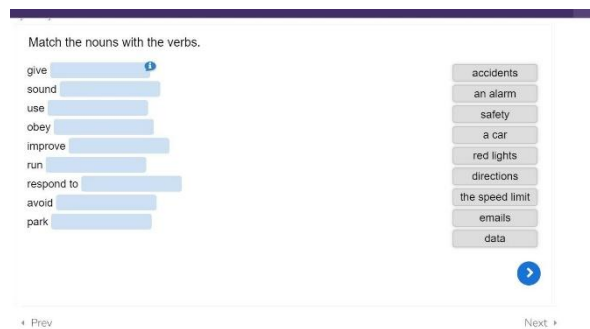 Match the nouns with the verbs.
give
sound
use
obey
improve
run
respond to
avoid
park
accidents
an alarm
safety
a car
red lights
directions
the speed limit
emails
data
Prev
Next